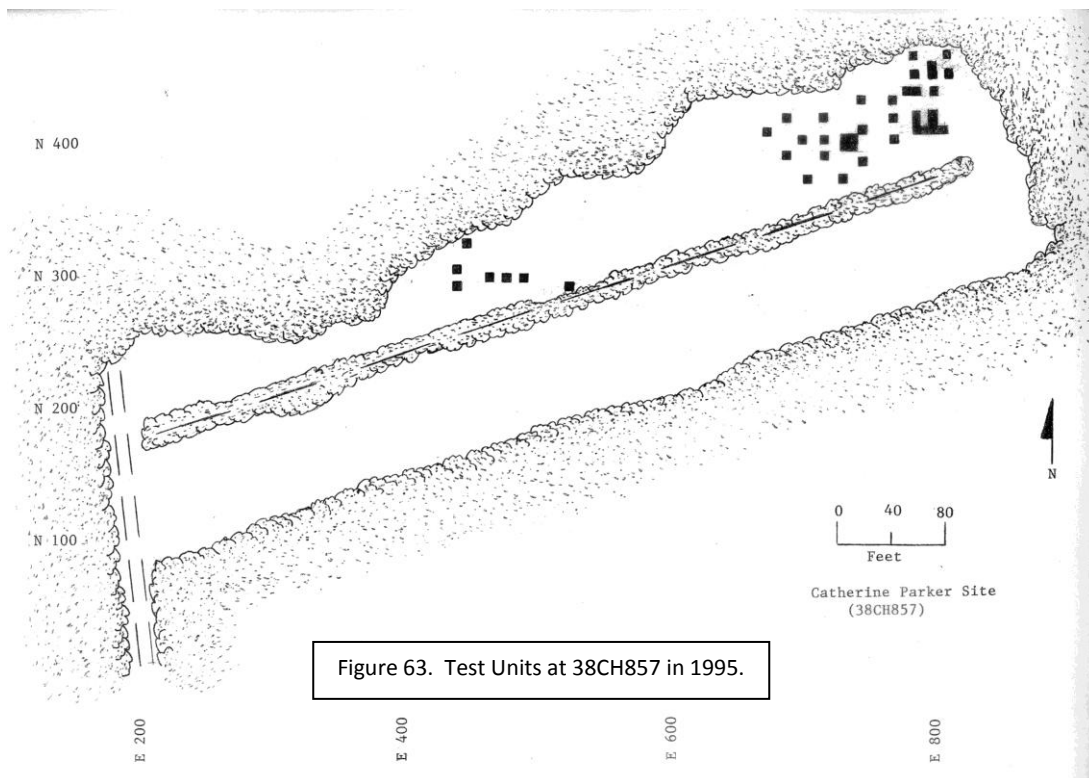 N 400
N 300
N 200
N 100
N
0 40 80
Feet
Catherine Parker Site
(38CH857)
Figure 63. Test Units at 38CH857 in 1995.
E 200
E 400
E 600
E 800